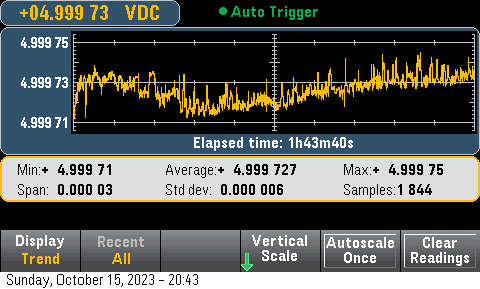 +04.999 73 VDC
Auto Trigger
4.999 75
4.999 73
4.999 71
Elapsed time: 1h43m40s
Min:+ 4.999 71 Average:+ 4.999 727 Max:+ 4.999 75
Span: 0.000 03 Std dev: 0.000 006 Samples:1 844
Display Recent Vertical Autoscale Clear
Trend All Scale Once Readings
Sunday, October 15, 2023 - 20:43